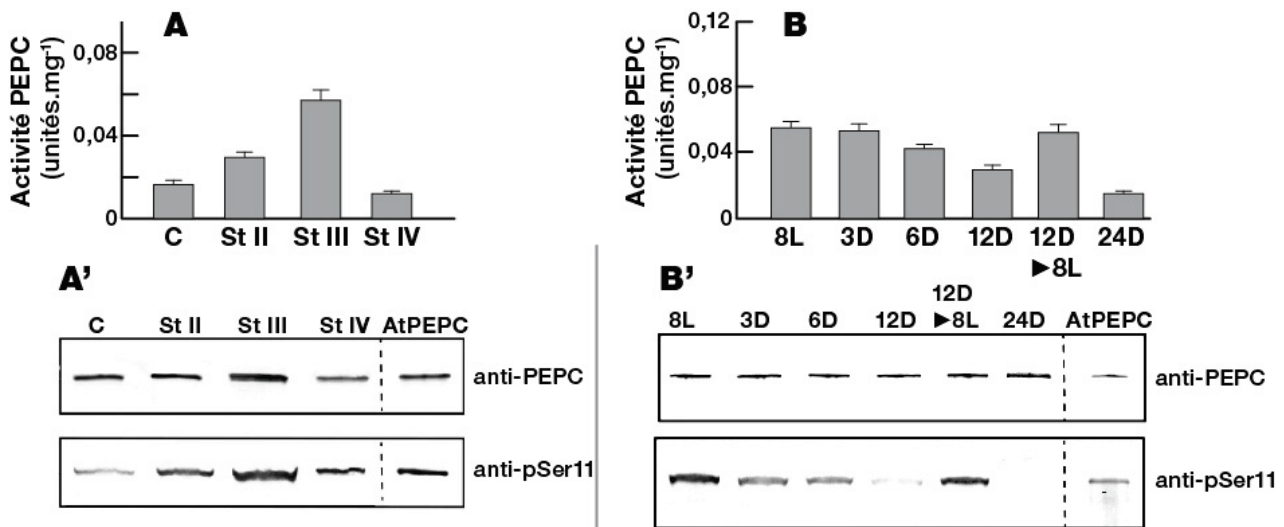 A
Activité PEPC
(unités.mg⁻¹)
0,08
0,04
0
C St II St III St IV
B
Activité PEPC
(unités.mg⁻¹)
0,12
0,08
0,04
0
8L 3D 6D 12D 12D 24D
►8L
A'
C St II St III St IV AtPEPC
anti-PEPC
anti-pSer11
B'
12D
8L 3D 6D 12D ►8L 24D AtPEPC
anti-PEPC
anti-pSer11